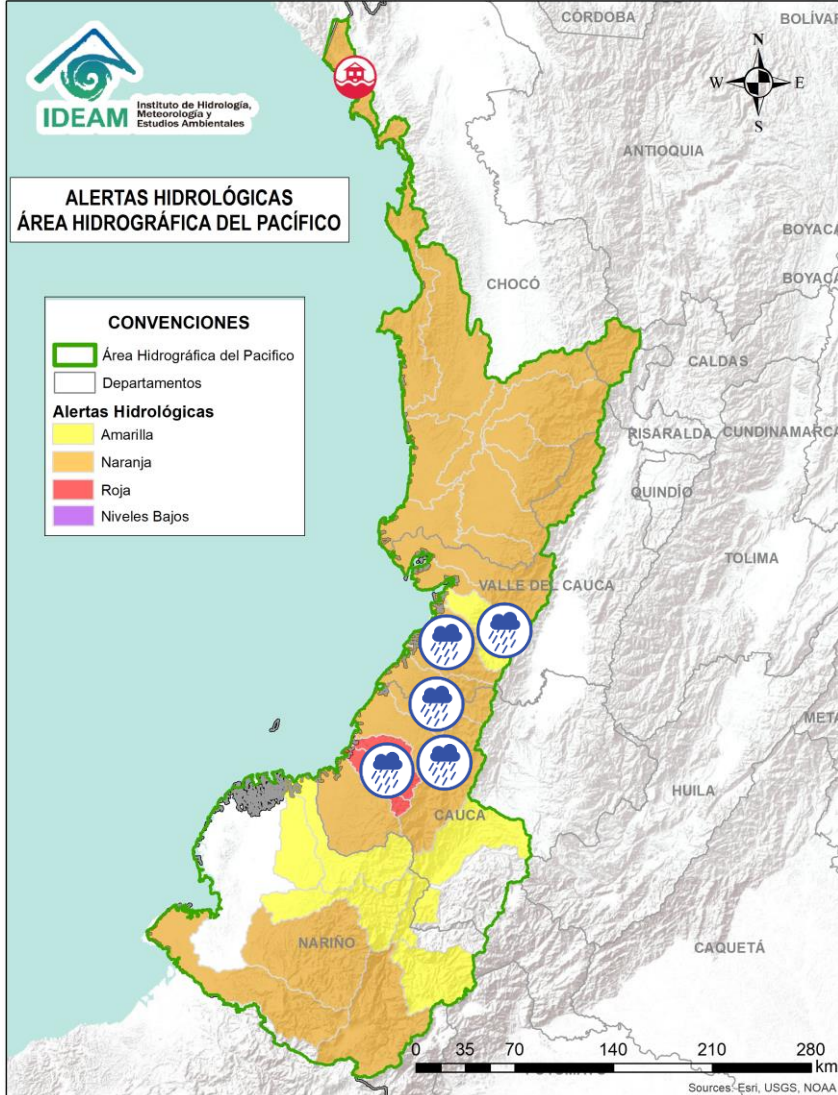 CÓRDOBA
BOLÍVAR
N
W
E
S
IDEAM
Instituto de Hidrología,
Meteorología y
Estudios Ambientales
ANTIOQUIA
ALERTAS HIDROLÓGICAS
ÁREA HIDROGRÁFICA DEL PACÍFICO
BOYACÁ
BOYACÁ
CHOCÓ
CONVENCIONES
Área Hidrográfica del Pacifico
Departamentos
Alertas Hidrológicas
Amarilla
Naranja
Roja
Niveles Bajos
CALDAS
RISARALDA
CUNDINAMARCA
QUINDÍO
TOLIMA
VALLE DEL CAUCA
META
HUILA
CAUCA
NARIÑO
CAQUETÁ
0 35 70 140 210 280
km
Sources: Esri, USGS, NOAA